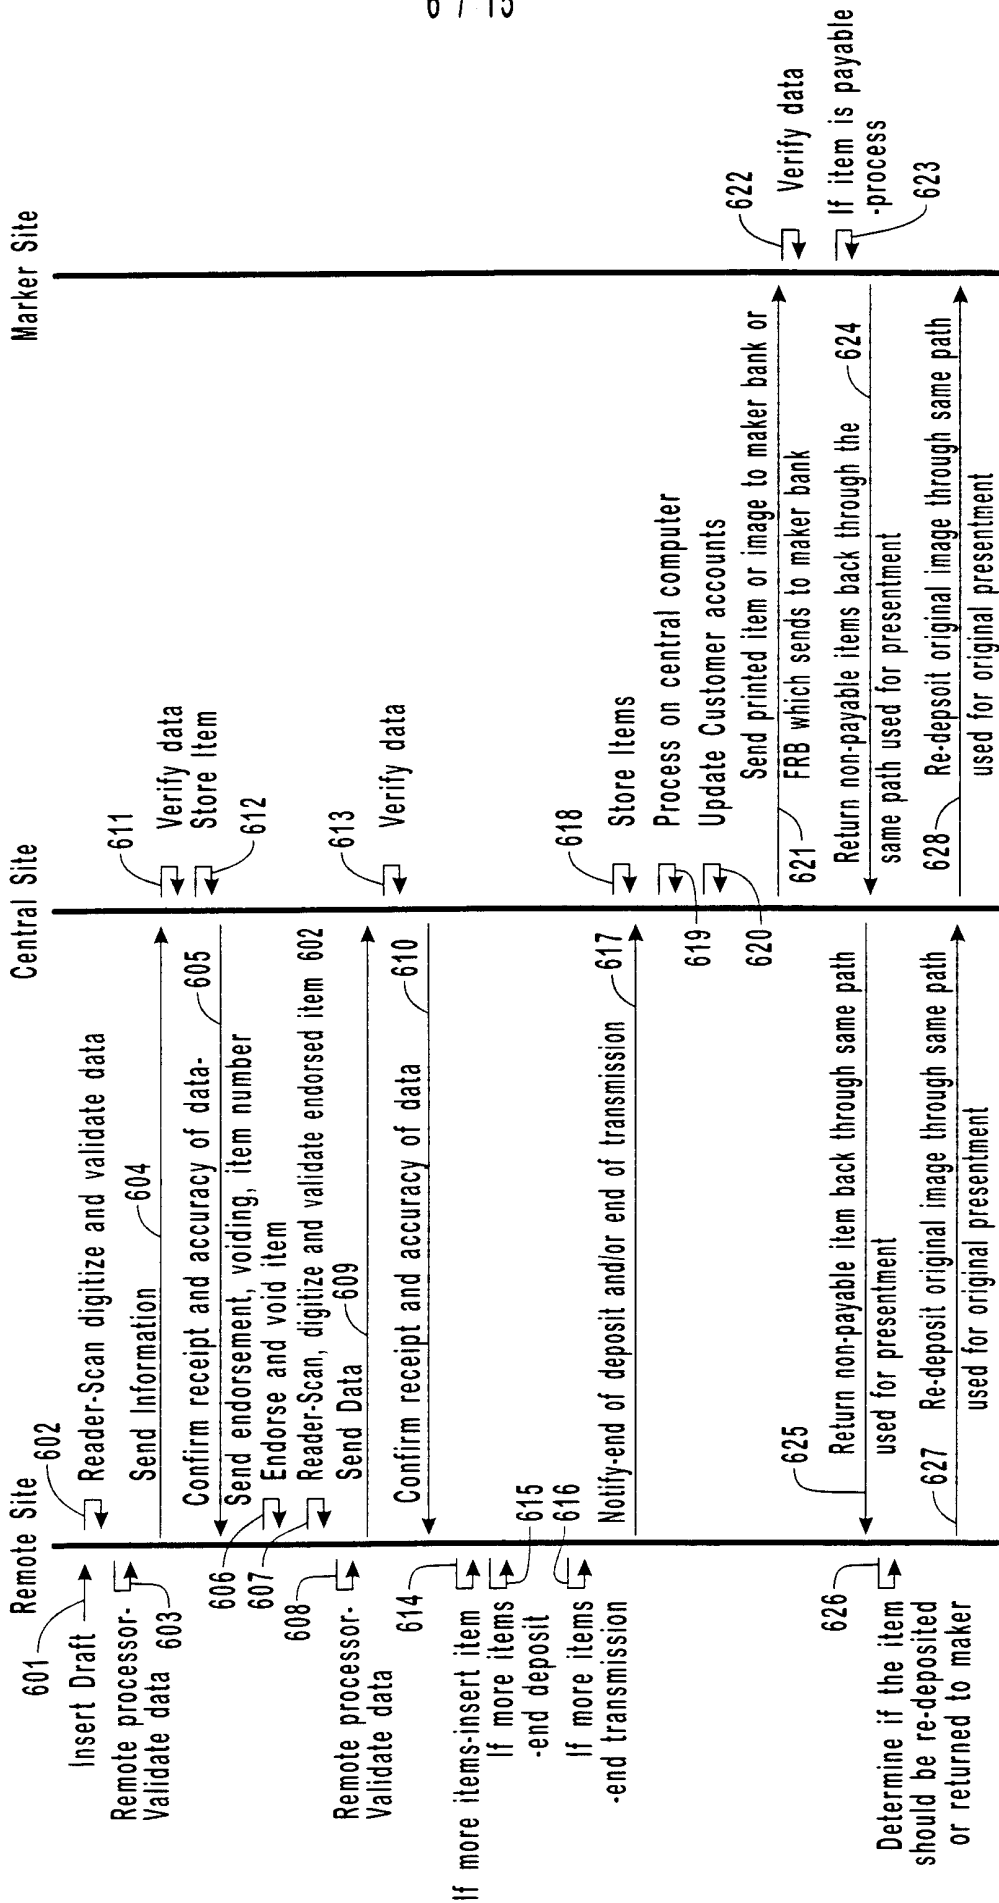 6 / 15
Remote Site
Central Site
Marker Site
601
Insert Draft
602
Reader-Scan digitize and validate data
Remote processor-
Validate data 603
Send Information
604
611
Verify data
Store Item
612
Confirm receipt and accuracy of data-
605
Send endorsement, voiding, item number
606
Endorse and void item
607
Reader-Scan, digitize and validate endorsed item 602
608
Remote processor-
Validate data
Send Data
609
613
Verify data
Confirm receipt and accuracy of data
610
614
If more items-insert item
If more items
-end deposit
615
616
If more items
-end transmission
Notify-end of deposit and/or end of transmission
617
618
Store Items
Process on central computer
619
Update Customer accounts
620
Send printed item or image to maker bank or
FRB which sends to maker bank
621
622
Verify data
If item is payable
-process
623
Return non-payable items back through the
same path used for presentment
624
625
Return non-payable item back through same path
used for presentment
626
Determine if the item
should be re-deposited
or returned to maker
627
Re-deposit original image through same path
used for original presentment
628
Re-depsoit original image through same path
used for original presentment